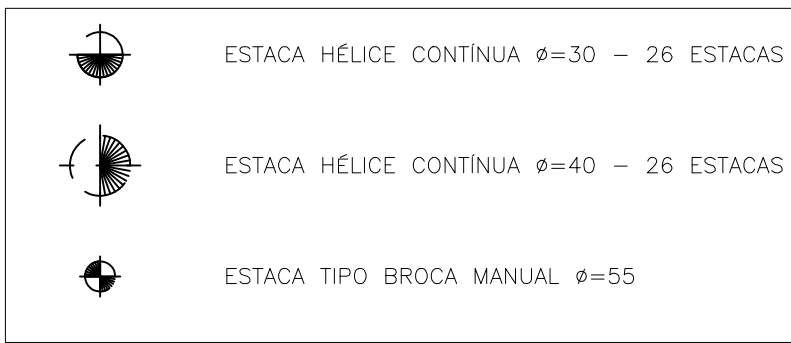 ESTACA HÉLICE CONTÍNUA ø=30 – 26 ESTACAS
ESTACA HÉLICE CONTÍNUA ø=40 – 26 ESTACAS
ESTACA TIPO BROCA MANUAL ø=55